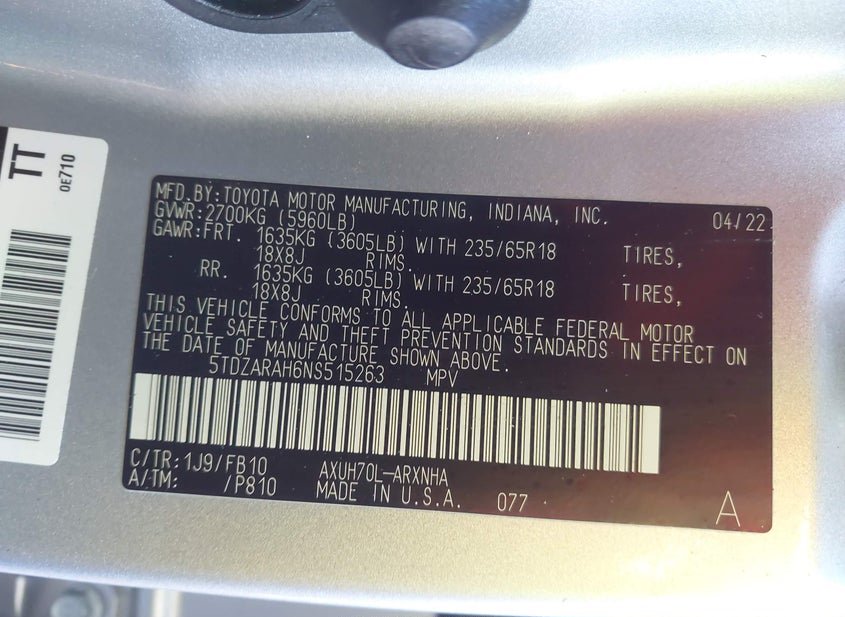 TT
0E710
MFD.BY:TOYOTA MOTOR MANUFACTURING, INDIANA, INC. 04/22
GVWR:2700KG (5960LB)
GAWR:FRT. 1635KG (3605LB) WITH 235/65R18 TIRES,
18X8J RIMS.
RR. 1635KG (3605LB) WITH 235/65R18 TIRES,
18X8J RIMS.
THIS VEHICLE CONFORMS TO ALL APPLICABLE FEDERAL MOTOR
VEHICLE SAFETY AND THEFT PREVENTION STANDARDS IN EFFECT ON
THE DATE OF MANUFACTURE SHOWN ABOVE.
5TDZARAH6NS515263 MPV
C/TR:1J9/FB10 AXUH70L-ARXNHA
A/TM: /P810 MADE IN U.S.A. 077 A